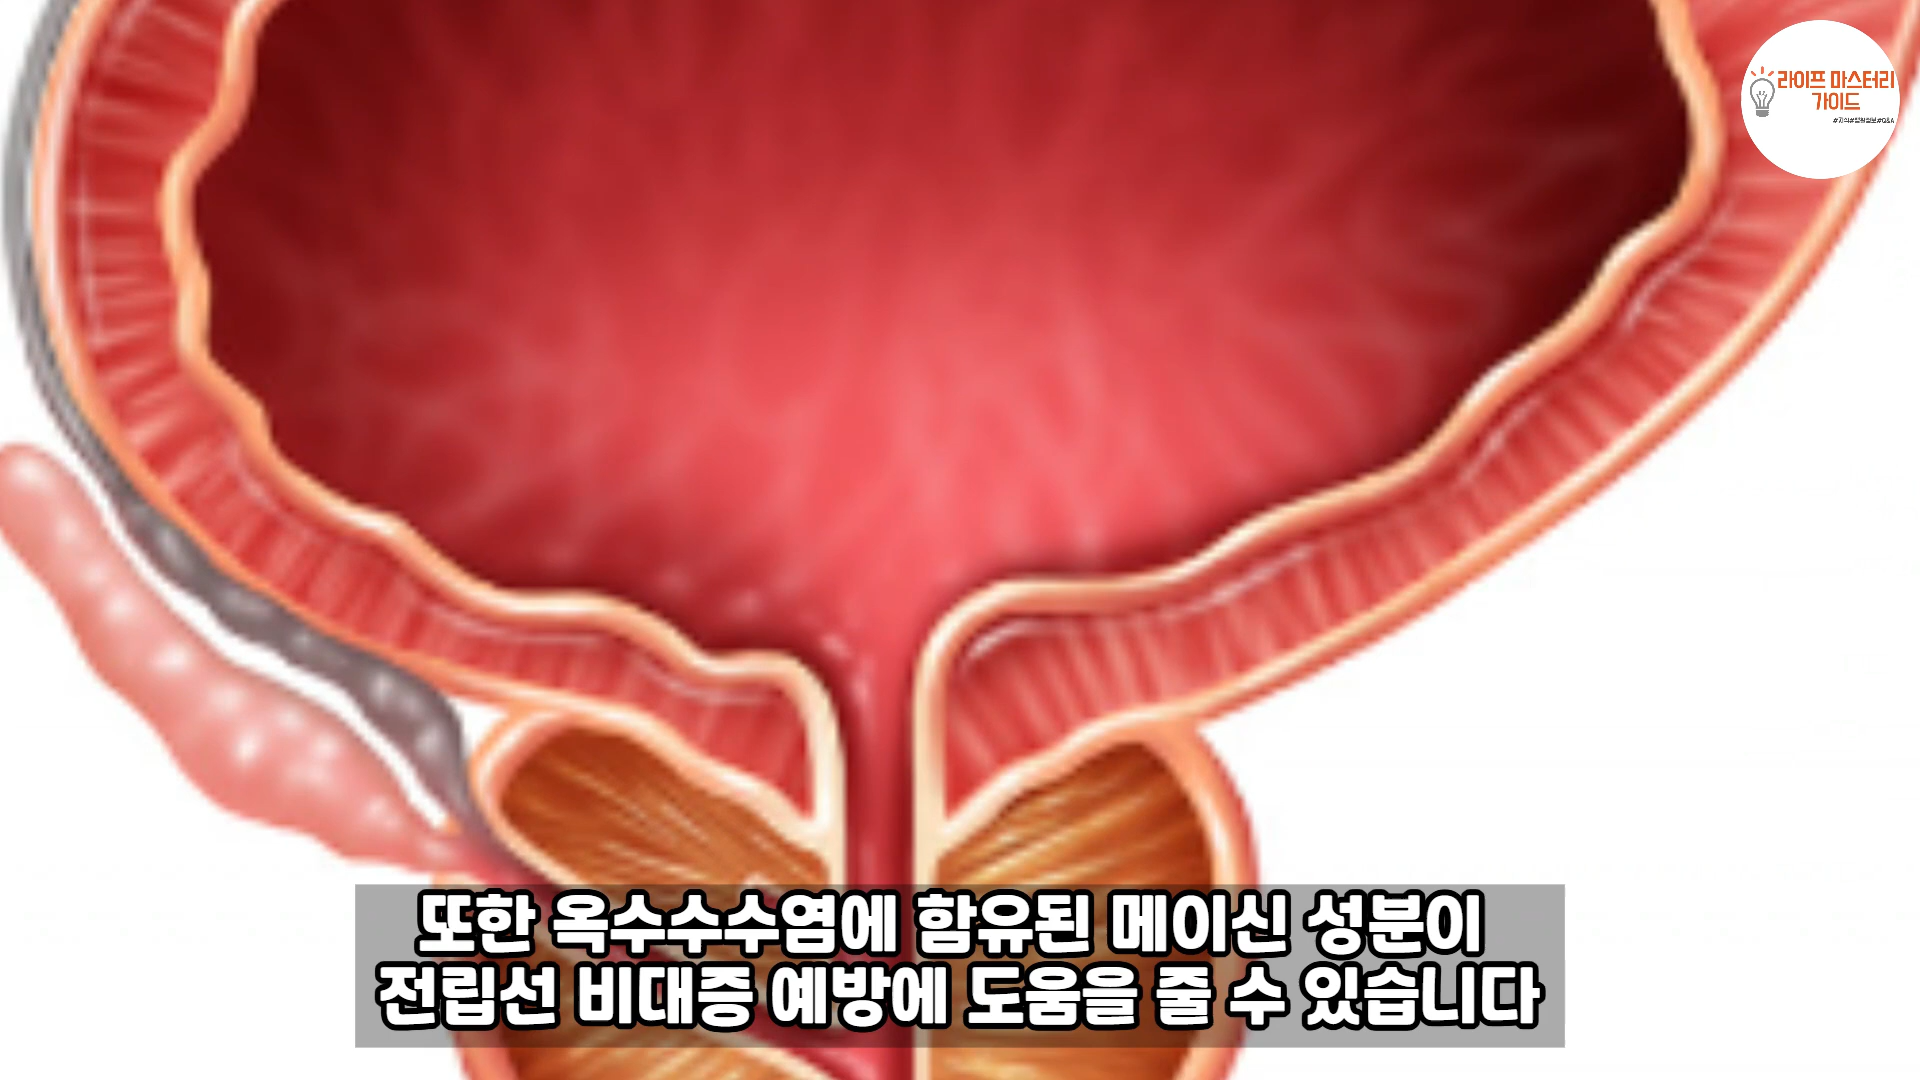 라이프 마스터리
가이드
또한 옥수수수염에 함유된 메이신 성분이
전립선 비대증 예방에 도움을 줄 수 있습니다